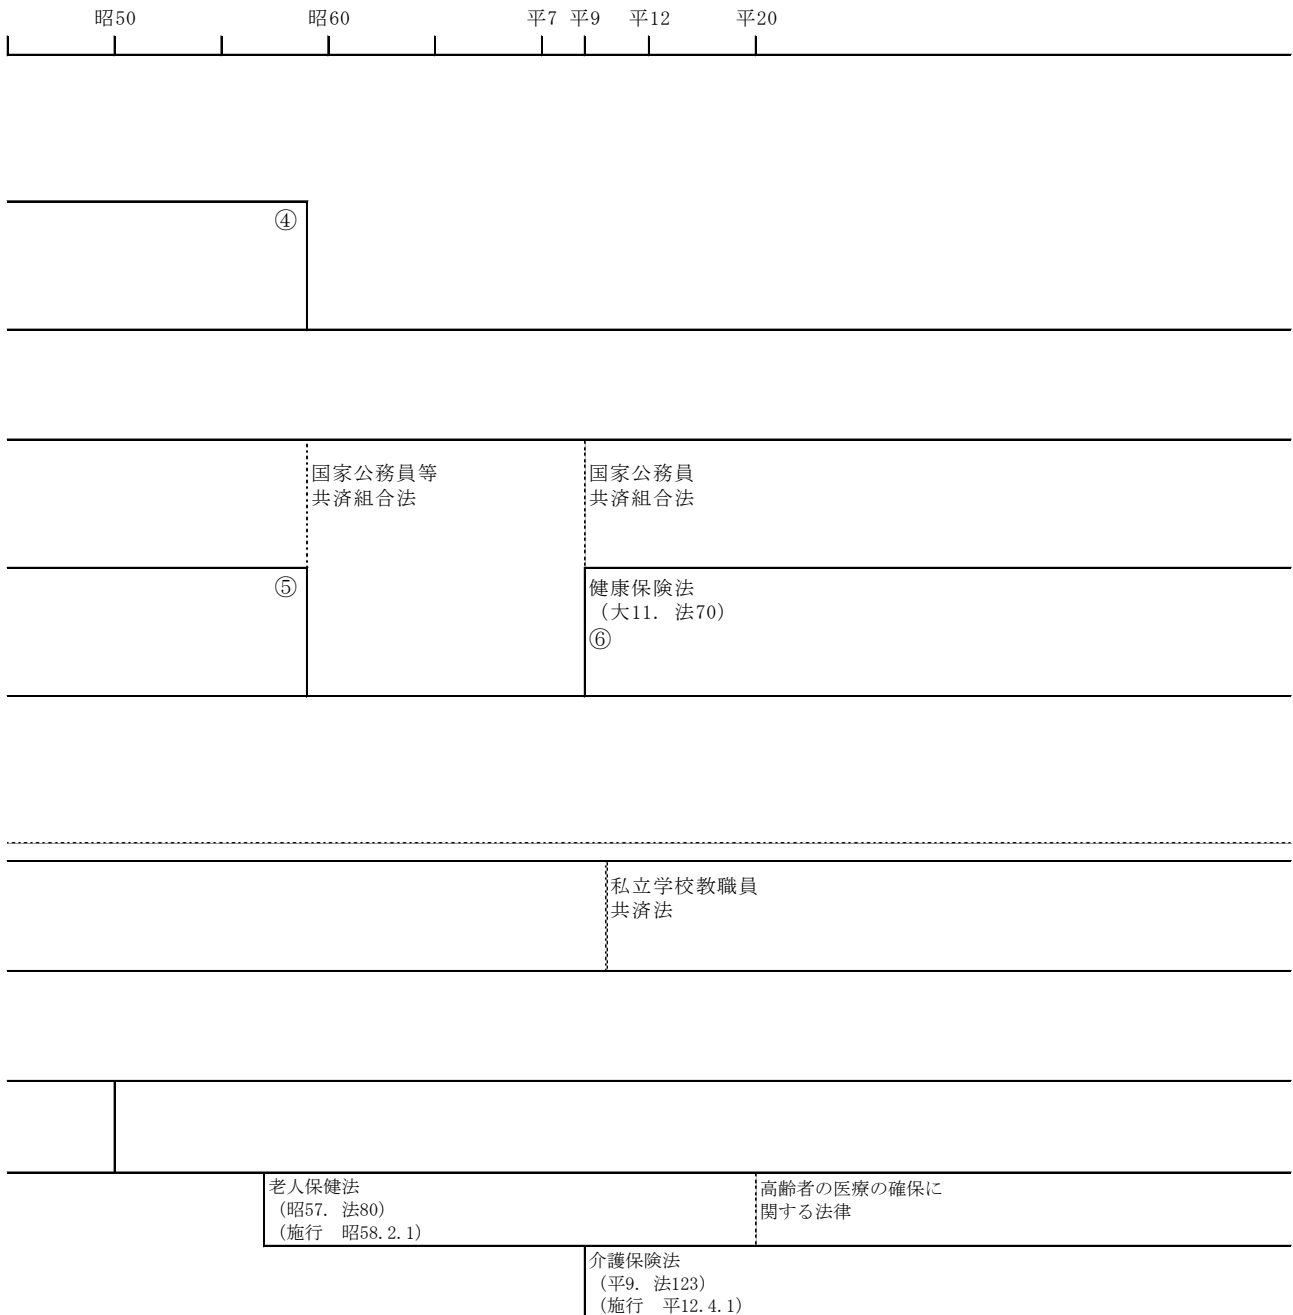 昭50 昭60 平7 平9 平12 平20
④
国家公務員等 国家公務員
共済組合法 共済組合法
⑤ 健康保険法
（大11．法70）
⑥
私立学校教職員
共済法
老人保健法 高齢者の医療の確保に
（昭57．法80） 関する法律
（施行　昭58.2.1）
介護保険法
（平9．法123）
（施行　平12.4.1）